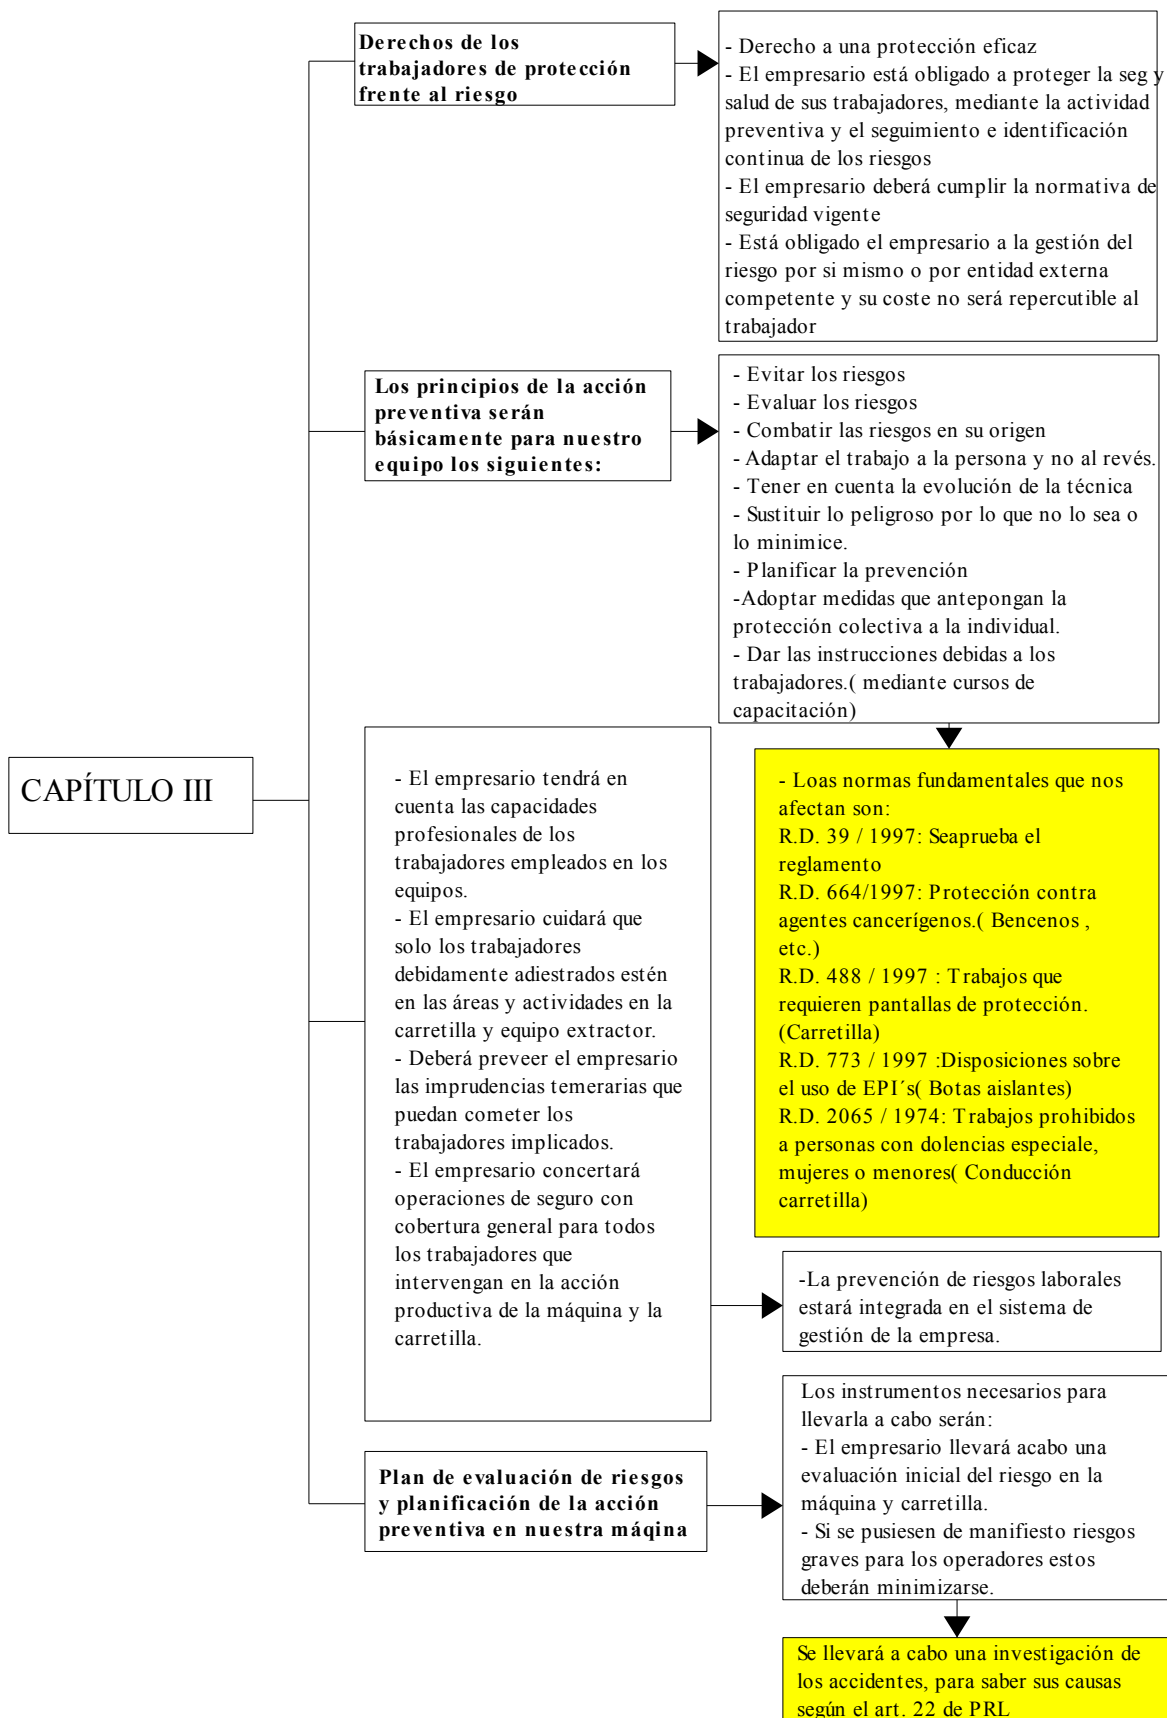 Derechos de los
trabajadores de protección
frente al riesgo
- Derecho a una protección eficaz
- El empresario está obligado a proteger la seg y
salud de sus trabajadores, mediante la actividad
preventiva y el seguimiento e identificación
continua de los riesgos
- El empresario deberá cumplir la normativa de
seguridad vigente
- Está obligado el empresario a la gestión del
riesgo por si mismo o por entidad externa
competente y su coste no será repercutible al
trabajador
Los principios de la acción
preventiva serán
básicamente para nuestro
equipo los siguientes:
- Evitar los riesgos
- Evaluar los riesgos
- Combatir las riesgos en su origen
- Adaptar el trabajo a la persona y no al revés.
- Tener en cuenta la evolución de la técnica
- Sustituir lo peligroso por lo que no lo sea o
lo minimice.
- Planificar la prevención
-Adoptar medidas que antepongan la
protección colectiva a la individual.
- Dar las instrucciones debidas a los
trabajadores.( mediante cursos de
capacitación)
CAPÍTULO III
- El empresario tendrá en
cuenta las capacidades
profesionales de los
trabajadores empleados en los
equipos.
- El empresario cuidará que
solo los trabajadores
debidamente adiestrados estén
en las áreas y actividades en la
carretilla y equipo extractor.
- Deberá preveer el empresario
las imprudencias temerarias que
puedan cometer los
trabajadores implicados.
- El empresario concertará
operaciones de seguro con
cobertura general para todos
los trabajadores que
intervengan en la acción
productiva de la máquina y la
carretilla.
- Loas normas fundamentales que nos
afectan son:
R.D. 39 / 1997: Seaprueba el
reglamento
R.D. 664/1997: Protección contra
agentes cancerígenos.( Bencenos ,
etc.)
R.D. 488 / 1997 : Trabajos que
requieren pantallas de protección.
(Carretilla)
R.D. 773 / 1997 :Disposiciones sobre
el uso de EPI´s( Botas aislantes)
R.D. 2065 / 1974: Trabajos prohibidos
a personas con dolencias especiale,
mujeres o menores( Conducción
carretilla)
-La prevención de riesgos laborales
estará integrada en el sistema de
gestión de la empresa.
Plan de evaluación de riesgos
y planificación de la acción
preventiva en nuestra máqina
Los instrumentos necesarios para
llevarla a cabo serán:
- El empresario llevará acabo una
evaluación inicial del riesgo en la
máquina y carretilla.
- Si se pusiesen de manifiesto riesgos
graves para los operadores estos
deberán minimizarse.
Se llevará a cabo una investigación de
los accidentes, para saber sus causas
según el art. 22 de PRL